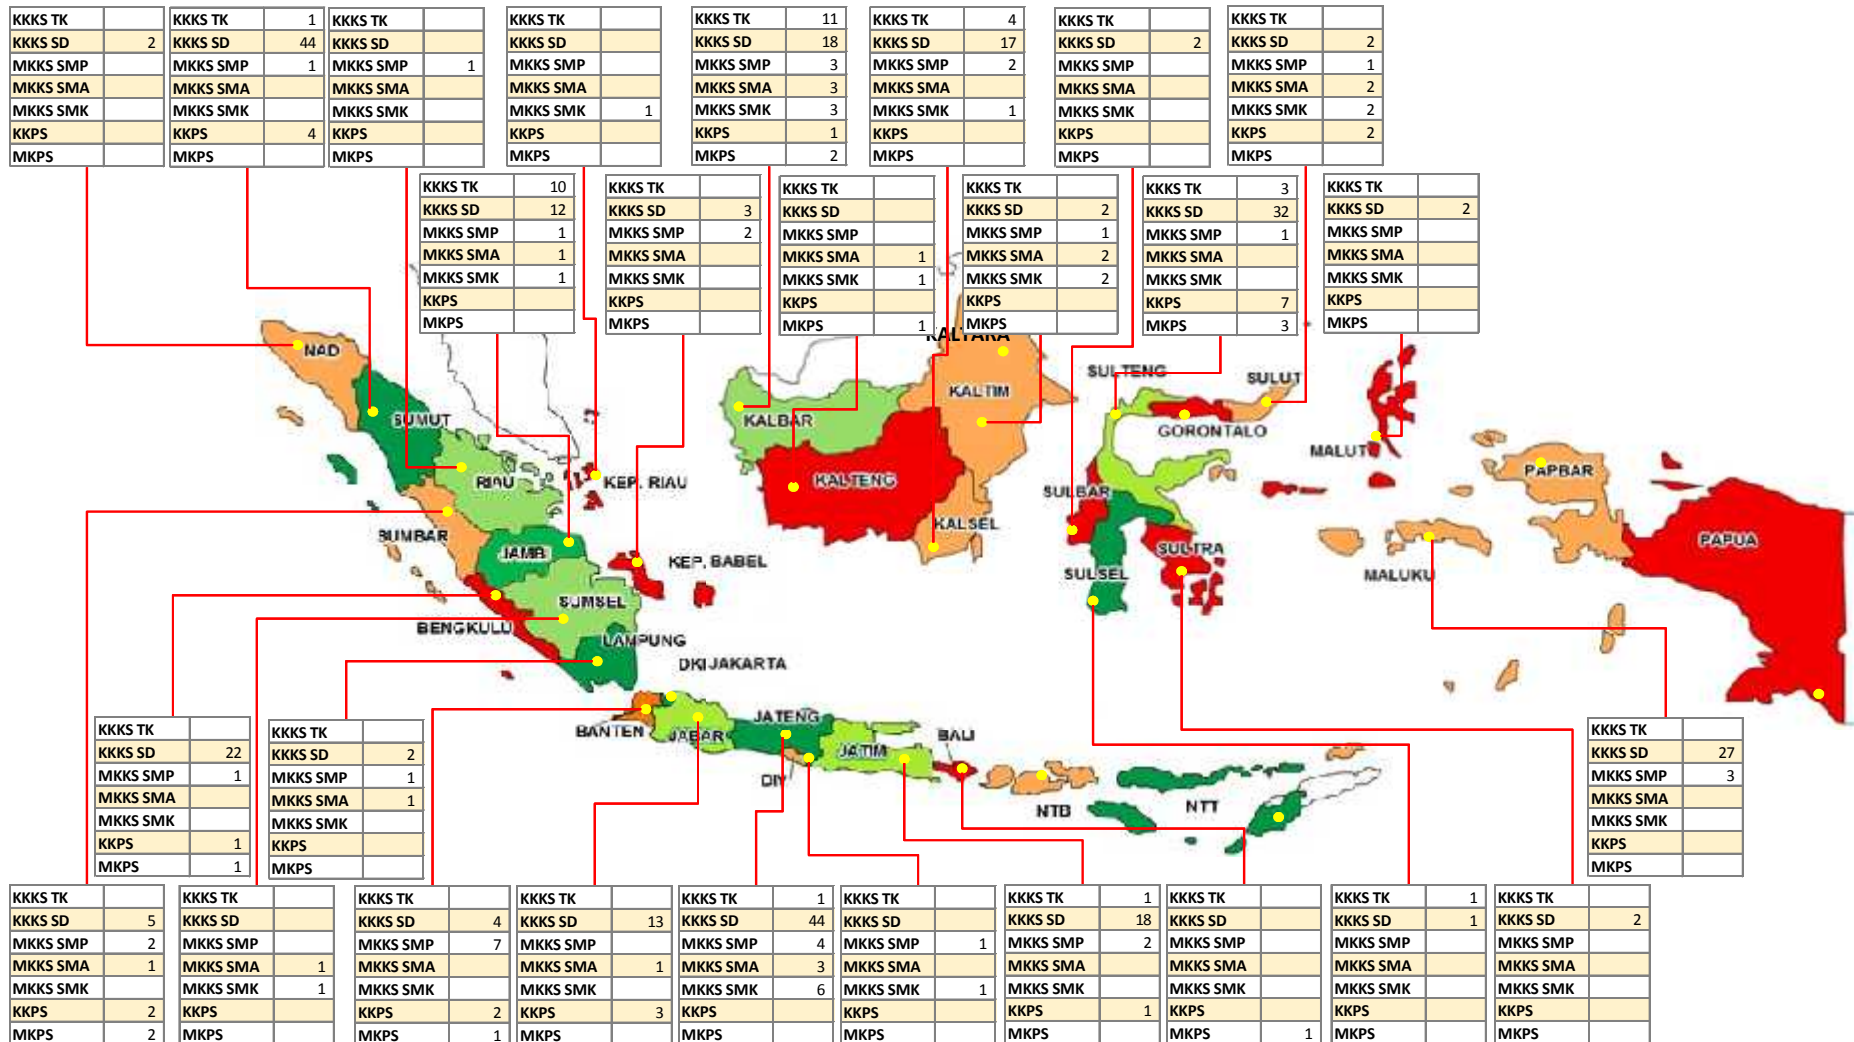 KKKS TK
KKKS SD 2
MKKS SMP
MKKS SMA
MKKS SMK
KKPS
MKPS
KKKS TK 1
KKKS SD 44
MKKS SMP 1
MKKS SMA
MKKS SMK
KKPS 4
MKPS
KKKS TK
KKKS SD
MKKS SMP 1
MKKS SMA
MKKS SMK
KKPS
MKPS
KKKS TK
KKKS SD
MKKS SMP
MKKS SMA
MKKS SMK 1
KKPS
MKPS
KKKS TK 11
KKKS SD 18
MKKS SMP 3
MKKS SMA 3
MKKS SMK 3
KKPS 1
MKPS 2
KKKS TK 4
KKKS SD 17
MKKS SMP 2
MKKS SMA
MKKS SMK 1
KKPS
MKPS
KKKS TK
KKKS SD 2
MKKS SMP
MKKS SMA
MKKS SMK
KKPS
MKPS
KKKS TK
KKKS SD 2
MKKS SMP 1
MKKS SMA 2
MKKS SMK 2
KKPS 2
MKPS
KKKS TK 10
KKKS SD 12
MKKS SMP 1
MKKS SMA 1
MKKS SMK 1
KKPS
MKPS
KKKS TK
KKKS SD 3
MKKS SMP 2
MKKS SMA
MKKS SMK
KKPS
MKPS
KKKS TK
KKKS SD
MKKS SMP
MKKS SMA 1
MKKS SMK 1
KKPS
MKPS 1
KKKS TK
KKKS SD 2
MKKS SMP 1
MKKS SMA 2
MKKS SMK 2
KKPS
MKPS
KKKS TK 3
KKKS SD 32
MKKS SMP 1
MKKS SMA
MKKS SMK
KKPS 7
MKPS 3
KKKS TK
KKKS SD 2
MKKS SMP
MKKS SMA
MKKS SMK
KKPS
MKPS
KALTARA
NAD
SUMUT
RIAU
KEP. RIAU
SUMBAR
JAMBI
KEP. BABEL
SUMSEL
BENGKULU
LAMPUNG
DKI JAKARTA
BANTEN
JABAR
JATENG
DIY
JATIM
BALI
NTB
NTT
KALBAR
KALTIM
KALTENG
KALSEL
SULTENG
SULUT
GORONTALO
SULBAR
SULTRA
SULSEL
MALUT
MALUKU
PAPBAR
PAPUA
KKKS TK
KKKS SD 22
MKKS SMP 1
MKKS SMA
MKKS SMK
KKPS 1
MKPS 1
KKKS TK
KKKS SD 2
MKKS SMP 1
MKKS SMA 1
MKKS SMK
KKPS
MKPS
KKKS TK
KKKS SD 27
MKKS SMP 3
MKKS SMA
MKKS SMK
KKPS
MKPS
KKKS TK
KKKS SD 5
MKKS SMP 2
MKKS SMA 1
MKKS SMK
KKPS 2
MKPS 2
KKKS TK
KKKS SD
MKKS SMP
MKKS SMA 1
MKKS SMK 1
KKPS
MKPS
KKKS TK
KKKS SD 4
MKKS SMP 7
MKKS SMA
MKKS SMK
KKPS 2
MKPS 1
KKKS TK
KKKS SD 13
MKKS SMP
MKKS SMA 1
MKKS SMK
KKPS 3
MKPS
KKKS TK 1
KKKS SD 44
MKKS SMP 4
MKKS SMA 3
MKKS SMK 6
KKPS
MKPS
KKKS TK
KKKS SD
MKKS SMP 1
MKKS SMA
MKKS SMK 1
KKPS
MKPS
KKKS TK 1
KKKS SD 18
MKKS SMP 2
MKKS SMA
MKKS SMK
KKPS 1
MKPS
KKKS TK
KKKS SD
MKKS SMP
MKKS SMA
MKKS SMK
KKPS
MKPS 1
KKKS TK 1
KKKS SD 1
MKKS SMP
MKKS SMA
MKKS SMK
KKPS
MKPS
KKKS TK
KKKS SD 2
MKKS SMP
MKKS SMA
MKKS SMK
KKPS
MKPS